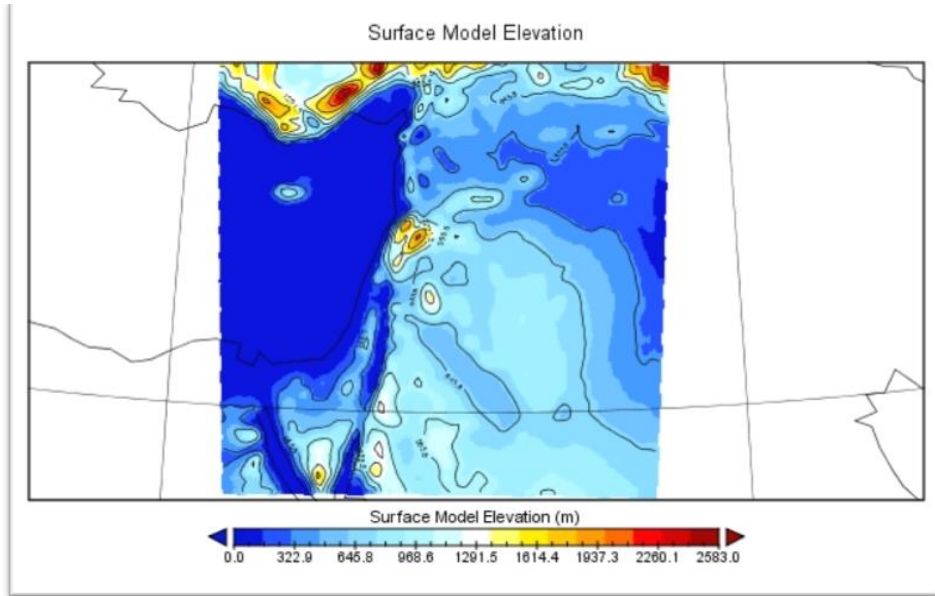 Surface Model Elevation
Surface Model Elevation (m)
0.0 322.9 645.8 968.6 1291.5 1614.4 1937.3 2260.1 2583.0